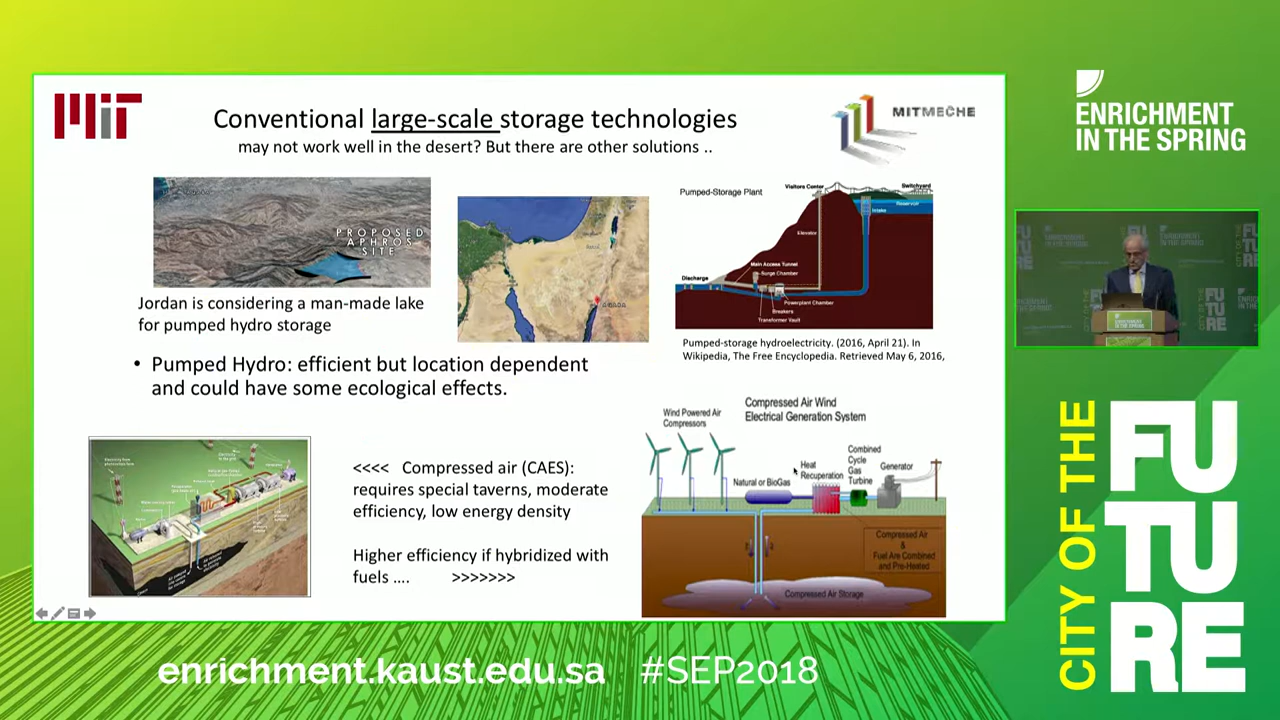 MIT
Conventional large-scale storage technologies
may not work well in the desert? But there are other solutions ..
MITMECHE
PROPOSED
APHROS
SITE
Jordan is considering a man-made lake
for pumped hydro storage
Pumped-Storage Plant
Visitors Center
Switchyard
Reservoir
Intake
Elevator
Main Access Tunnel
Surge Chamber
Discharge
Powerplant Chamber
Breakers
Transformer Vault
Pumped-storage hydroelectricity. (2016, April 21). In
Wikipedia, The Free Encyclopedia. Retrieved May 6, 2016,
• Pumped Hydro: efficient but location dependent
and could have some ecological effects.
<<<< Compressed air (CAES):
requires special taverns, moderate
efficiency, low energy density
Higher efficiency if hybridized with
fuels .... >>>>>>>
Compressed Air Wind
Electrical Generation System
Wind Powered Air
Compressors
Natural or BioGas
Heat
Recuperation
Combined
Cycle
Gas
Turbine
Generator
Compressed Air
&
Fuel Are Combined
and Pre-Heated
Compressed Air Storage
ENRICHMENT
IN THE SPRING
CITY OF THE
FU
TU
RE
enrichment.kaust.edu.sa #SEP2018